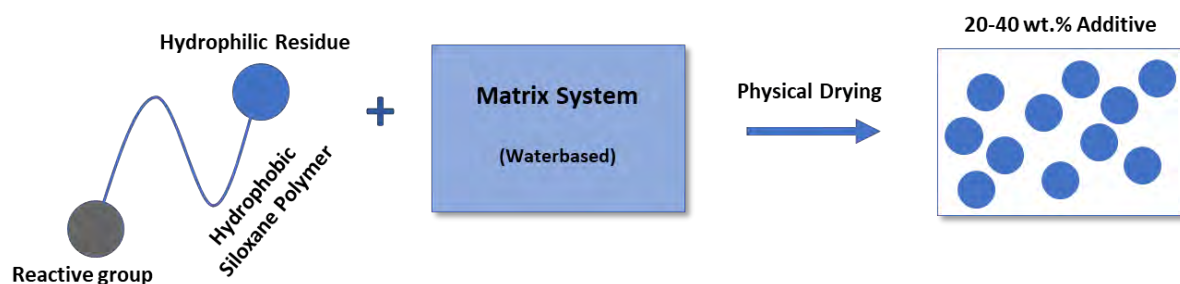 Hydrophilic Residue
Hydrophobic
Siloxane Polymer
Reactive group
+
Matrix System
(Waterbased)
Physical Drying
20-40 wt.% Additive